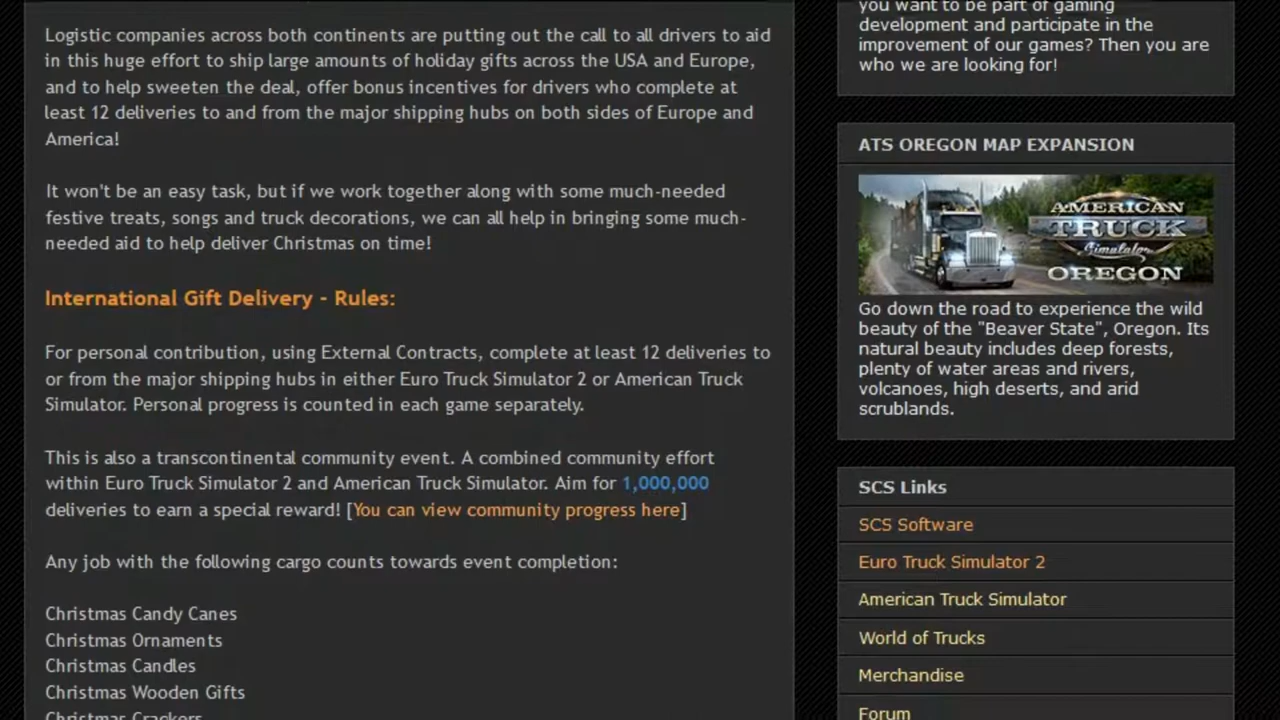 Logistic companies across both continents are putting out the call to all drivers to aid
in this huge effort to ship large amounts of holiday gifts across the USA and Europe,
and to help sweeten the deal, offer bonus incentives for drivers who complete at
least 12 deliveries to and from the major shipping hubs on both sides of Europe and
America!
It won't be an easy task, but if we work together along with some much-needed
festive treats, songs and truck decorations, we can all help in bringing some much-
needed aid to help deliver Christmas on time!
International Gift Delivery - Rules:
For personal contribution, using External Contracts, complete at least 12 deliveries to
or from the major shipping hubs in either Euro Truck Simulator 2 or American Truck
Simulator. Personal progress is counted in each game separately.
This is also a transcontinental community event. A combined community effort
within Euro Truck Simulator 2 and American Truck Simulator. Aim for 1,000,000
deliveries to earn a special reward! [You can view community progress here]
Any job with the following cargo counts towards event completion:
Christmas Candy Canes
Christmas Ornaments
Christmas Candles
Christmas Wooden Gifts
Christmas Crackers
you want to be part of gaming
development and participate in the
improvement of our games? Then you are
who we are looking for!
ATS OREGON MAP EXPANSION
AMERICAN
TRUCK
Simulator
OREGON
Go down the road to experience the wild
beauty of the "Beaver State", Oregon. Its
natural beauty includes deep forests,
plenty of water areas and rivers,
volcanoes, high deserts, and arid
scrublands.
SCS Links
SCS Software
Euro Truck Simulator 2
American Truck Simulator
World of Trucks
Merchandise
Forum